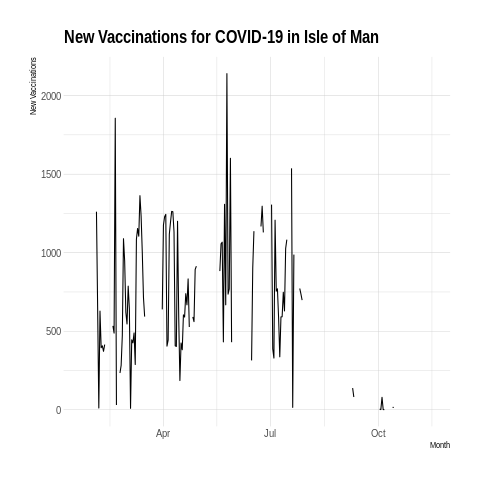 New Vaccinations for COVID-19 in Isle of Man
New Vaccinations
2000
1500
1000
500
0
Apr
Jul
Oct
Month